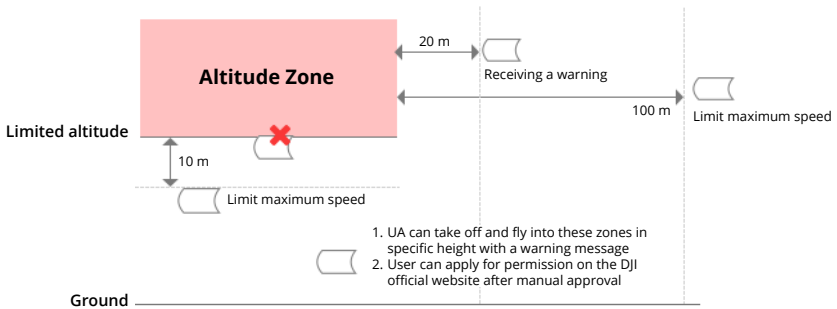 20 m
Altitude Zone
Receiving a warning
100 m
Limit maximum speed
Limited altitude
10 m
Limit maximum speed
1. UA can take off and fly into these zones in
specific height with a warning message
2. User can apply for permission on the DJI
official website after manual approval
Ground